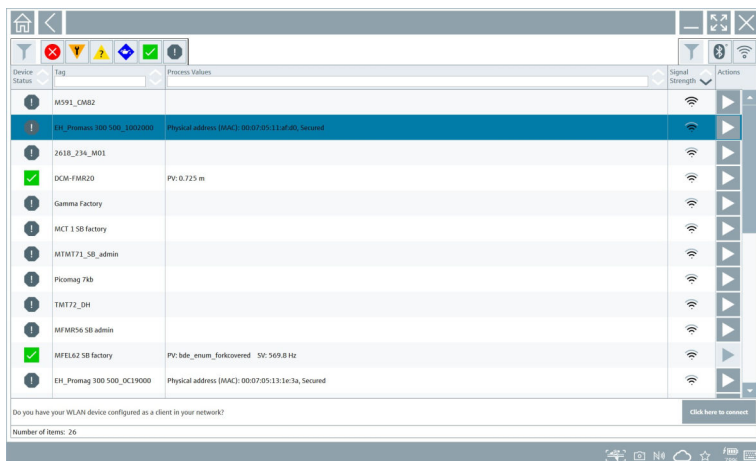 Device Status
Tag
Process Values
Signal Strength
Actions
M591_CM82
EH_Promass 300 500_1002000 Physical address (MAC): 00:07:05:11:af:d0, Secured
2618_234_M01
DCM-FMR20 PV: 0.725 m
Gamma Factory
MCT 1 SB factory
MTMT71_SB_admin
Picomag 7kb
TMT72_DH
MFMR56 SB admin
MFEL62 SB factory PV: bde_enum_forkcovered SV: 569.8 Hz
EH_Promag 300 500_0C19000 Physical address (MAC): 00:07:05:13:1e:3a, Secured
Do you have your WLAN device configured as a client in your network? Click here to connect
Number of items: 26